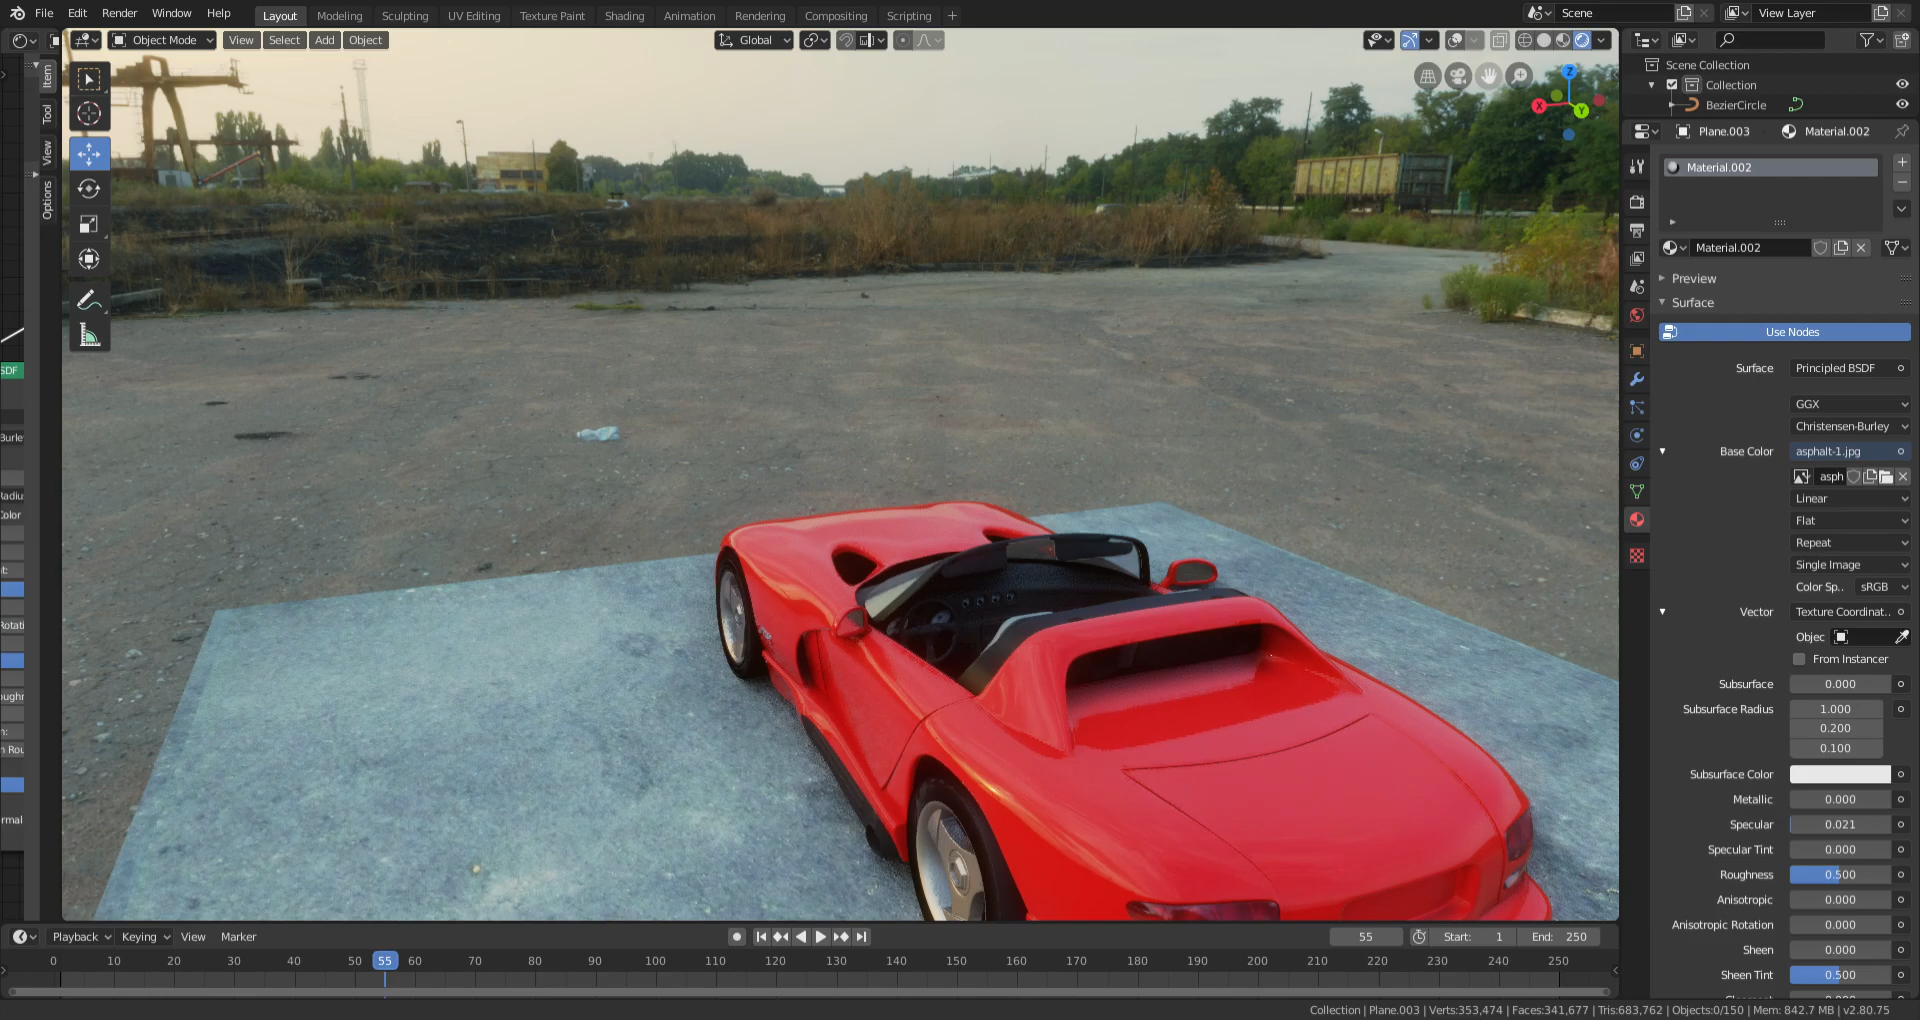 File Edit Render Window Help Layout Modeling Sculpting UV Editing Texture Paint Shading Animation Rendering Compositing Scripting + Scene View Layer
Object Mode View Select Add Object Global
Item
Tool
View
Options
Z
X
Y
Scene Collection
Collection
BezierCircle
Plane.003 Material.002
Material.002
Material.002
Preview
Surface
Use Nodes
Surface Principled BSDF
GGX
Christensen-Burley
Base Color asphalt-1.jpg
asph
Linear
Flat
Repeat
Single Image
Color Sp.. sRGB
Vector Texture Coordinat..
Objec
From Instancer
Subsurface 0.000
Subsurface Radius 1.000
0.200
0.100
Subsurface Color
Metallic 0.000
Specular 0.021
Specular Tint 0.000
Roughness 0.500
Anisotropic 0.000
Anisotropic Rotation 0.000
Sheen 0.000
Sheen Tint 0.500
SDF
Burle
Radiu
Color
t:
Rotati
oughn
n:
n Rou
rmal
Playback Keying View Marker 55 Start: 1 End: 250
0 10 20 30 40 50 55 60 70 80 90 100 110 120 130 140 150 160 170 180 190 200 210 220 230 240 250
Collection | Plane.003 | Verts:353,474 | Faces:341,677 | Tris:683,762 | Objects:0/150 | Mem: 842.7 MB | v2.80.75